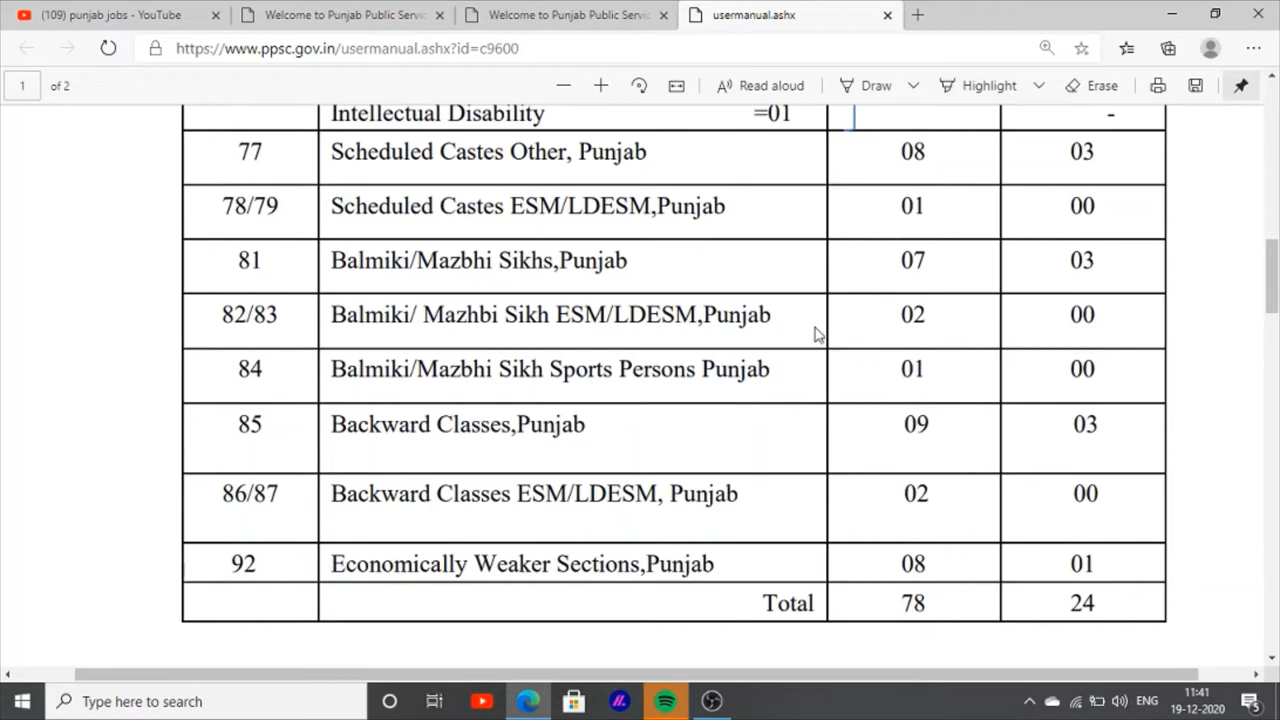 (109) punjab jobs - YouTube
Welcome to Punjab Public Servic
Welcome to Punjab Public Servic
usermanual.ashx
https://www.ppsc.gov.in/usermanual.ashx?id=c9600
1 of 2
Read aloud
Draw
Highlight
Erase
Intellectual Disability =01 -
77 Scheduled Castes Other, Punjab 08 03
78/79 Scheduled Castes ESM/LDESM,Punjab 01 00
81 Balmiki/Mazbhi Sikhs,Punjab 07 03
82/83 Balmiki/ Mazhbi Sikh ESM/LDESM,Punjab 02 00
84 Balmiki/Mazbhi Sikh Sports Persons Punjab 01 00
85 Backward Classes,Punjab 09 03
86/87 Backward Classes ESM/LDESM, Punjab 02 00
92 Economically Weaker Sections,Punjab 08 01
Total 78 24
Type here to search
ENG
11:41
19-12-2020
5